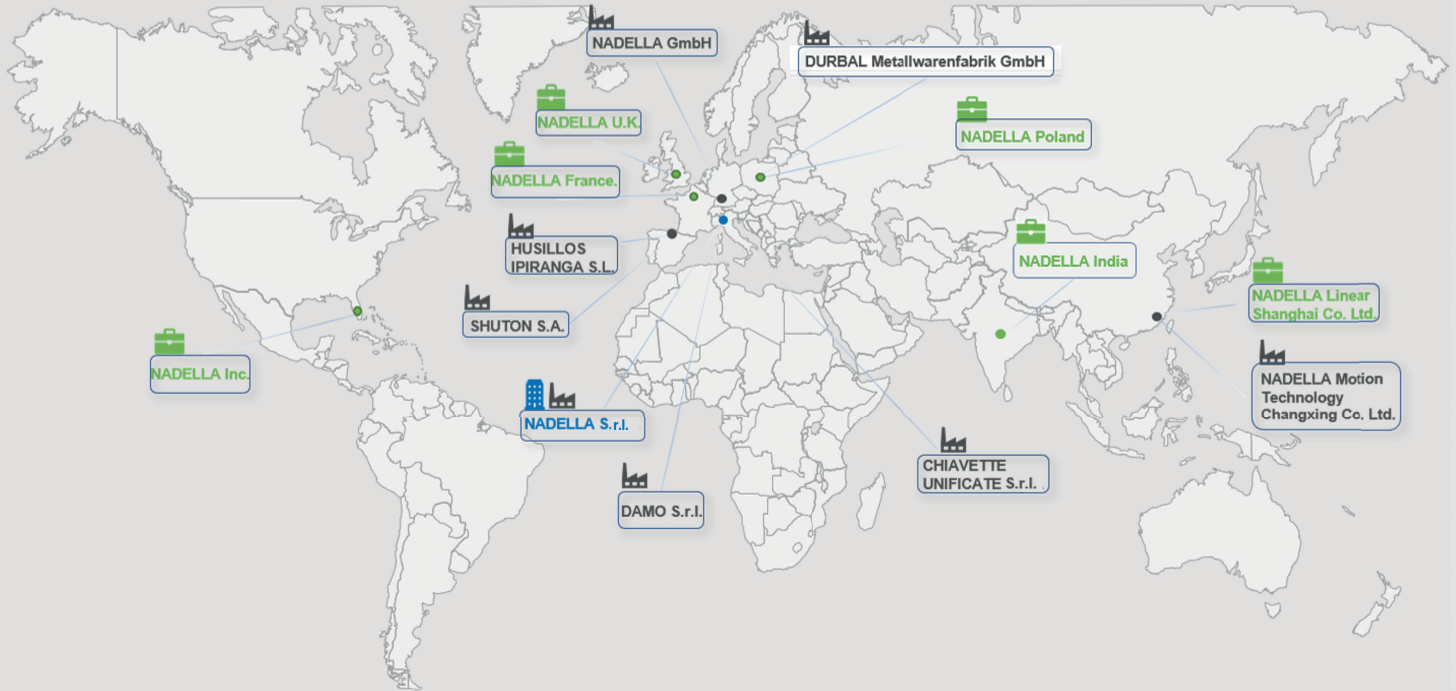 NADELLA GmbH
DURBAL Metallwarenfabrik GmbH
NADELLA U.K.
NADELLA Poland
NADELLA France.
HUSILLOS
IPIRANGA S.L.
NADELLA India
NADELLA Linear
Shanghai Co. Ltd.
SHUTON S.A.
NADELLA Inc.
NADELLA Motion
Technology
Changxing Co. Ltd.
NADELLA S.r.l.
CHIAVETTE
UNIFICATE S.r.l.
DAMO S.r.l.